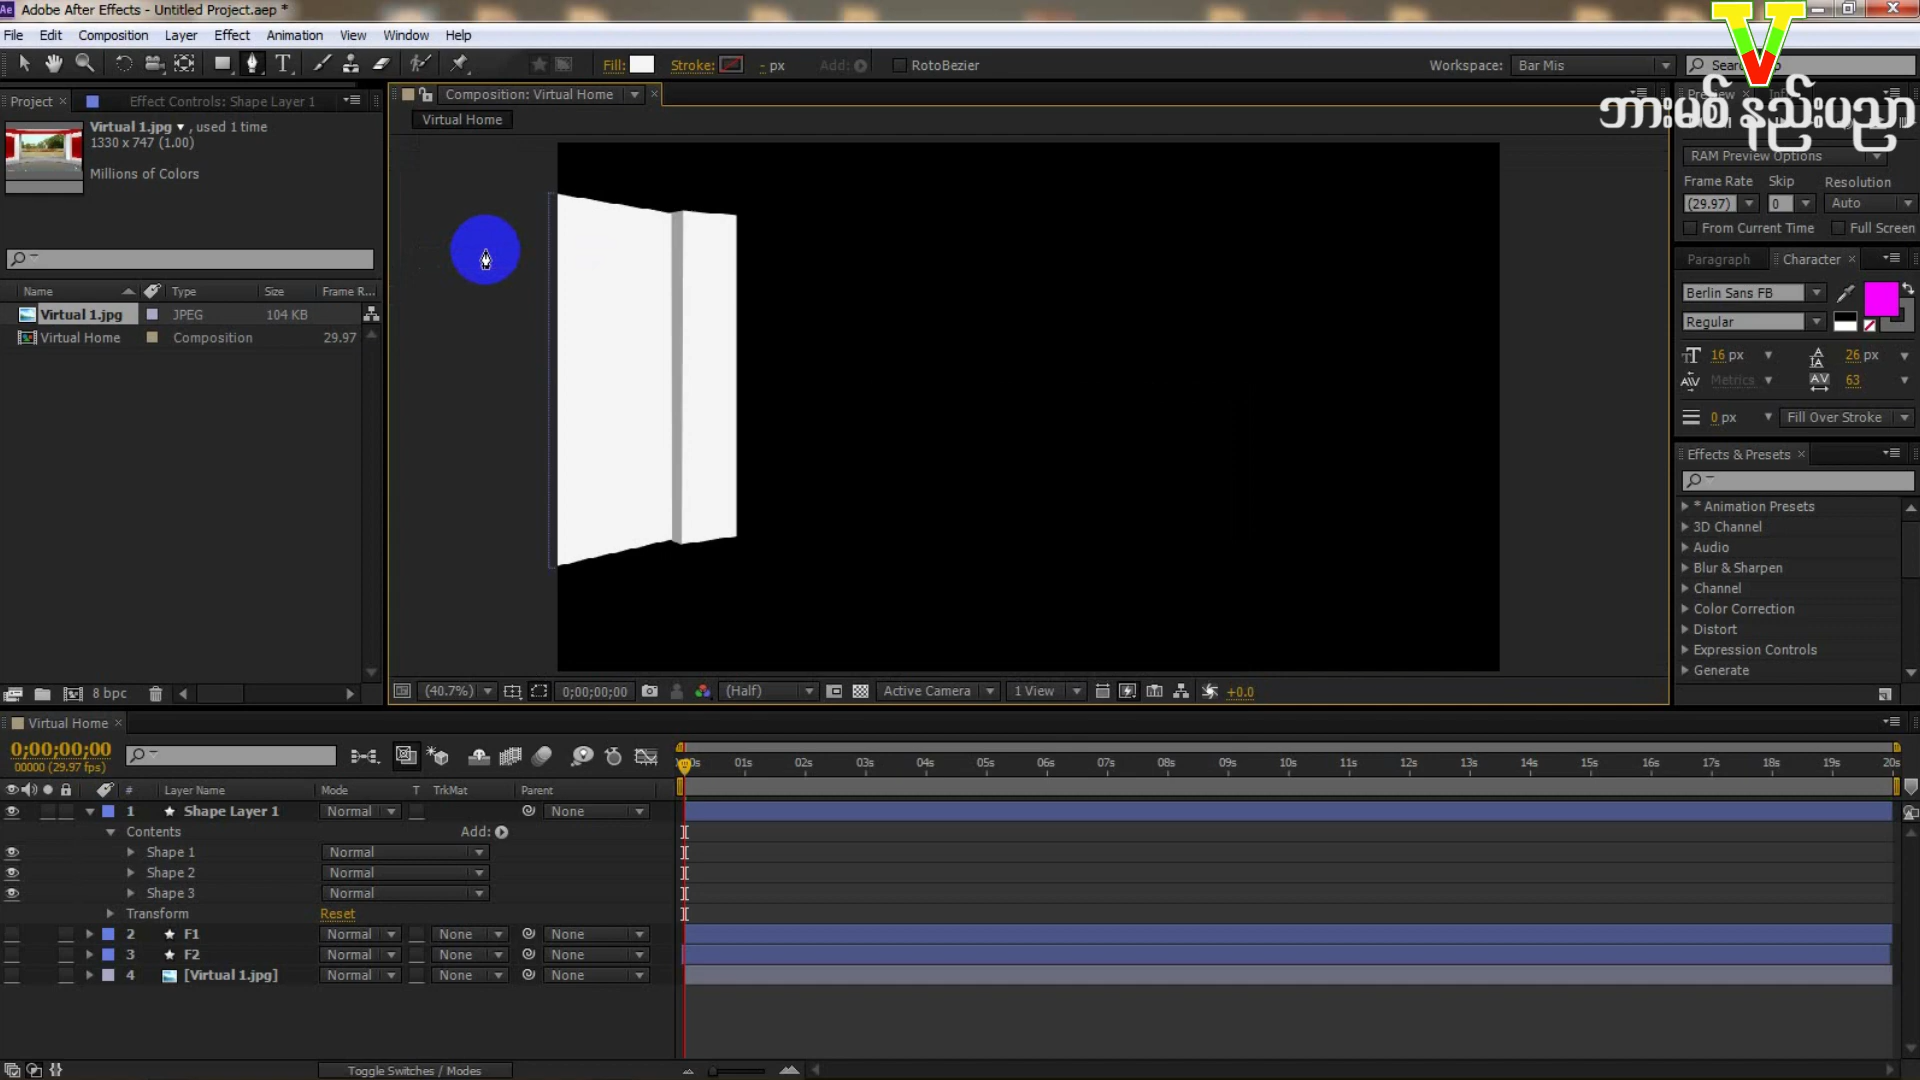 Adobe After Effects - Untitled Project.aep *
File Edit Composition Layer Effect Animation View Window Help
Fill: Stroke: - px Add: RotoBezier Workspace: Bar Mis
V
ဘားမစ် နည်းပညာ
Project Effect Controls: Shape Layer 1 Composition: Virtual Home
Virtual Home
Virtual 1.jpg , used 1 time
1330 x 747 (1.00)
Millions of Colors
Name Type Size Frame R...
Virtual 1.jpg JPEG 104 KB
Virtual Home Composition 29.97
8 bpc
(40.7%) 0;00;00;00 (Half) Active Camera 1 View +0.0
RAM Preview Options
Frame Rate Skip Resolution
(29.97) 0 Auto
From Current Time Full Screen
Paragraph Character
Berlin Sans FB
Regular
16 px 26 px
Metrics 63
0 px Fill Over Stroke
Effects & Presets
* Animation Presets
3D Channel
Audio
Blur & Sharpen
Channel
Color Correction
Distort
Expression Controls
Generate
Virtual Home
0;00;00;00
00000 (29.97 fps)
01s 02s 03s 04s 05s 06s 07s 08s 09s 10s 11s 12s 13s 14s 15s 16s 17s 18s 19s 20s
# Layer Name Mode T TrkMat Parent
1 Shape Layer 1 Normal None
Contents Add:
Shape 1 Normal
Shape 2 Normal
Shape 3 Normal
Transform Reset
2 F1 Normal None None
3 F2 Normal None None
4 [Virtual 1.jpg] Normal None None
Toggle Switches / Modes